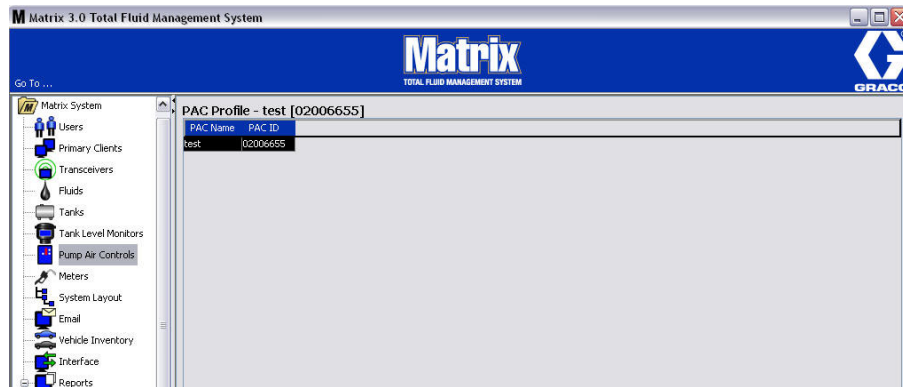 M Matrix 3.0 Total Fluid Management System
Matrix
TOTAL FLUID MANAGEMENT SYSTEM
Go To ...
GRACO
Matrix System
Users
Primary Clients
Transceivers
Fluids
Tanks
Tank Level Monitors
Pump Air Controls
Meters
System Layout
Email
Vehicle Inventory
Interface
Reports
PAC Profile - test [02006655]
PAC Name PAC ID
test 02006655